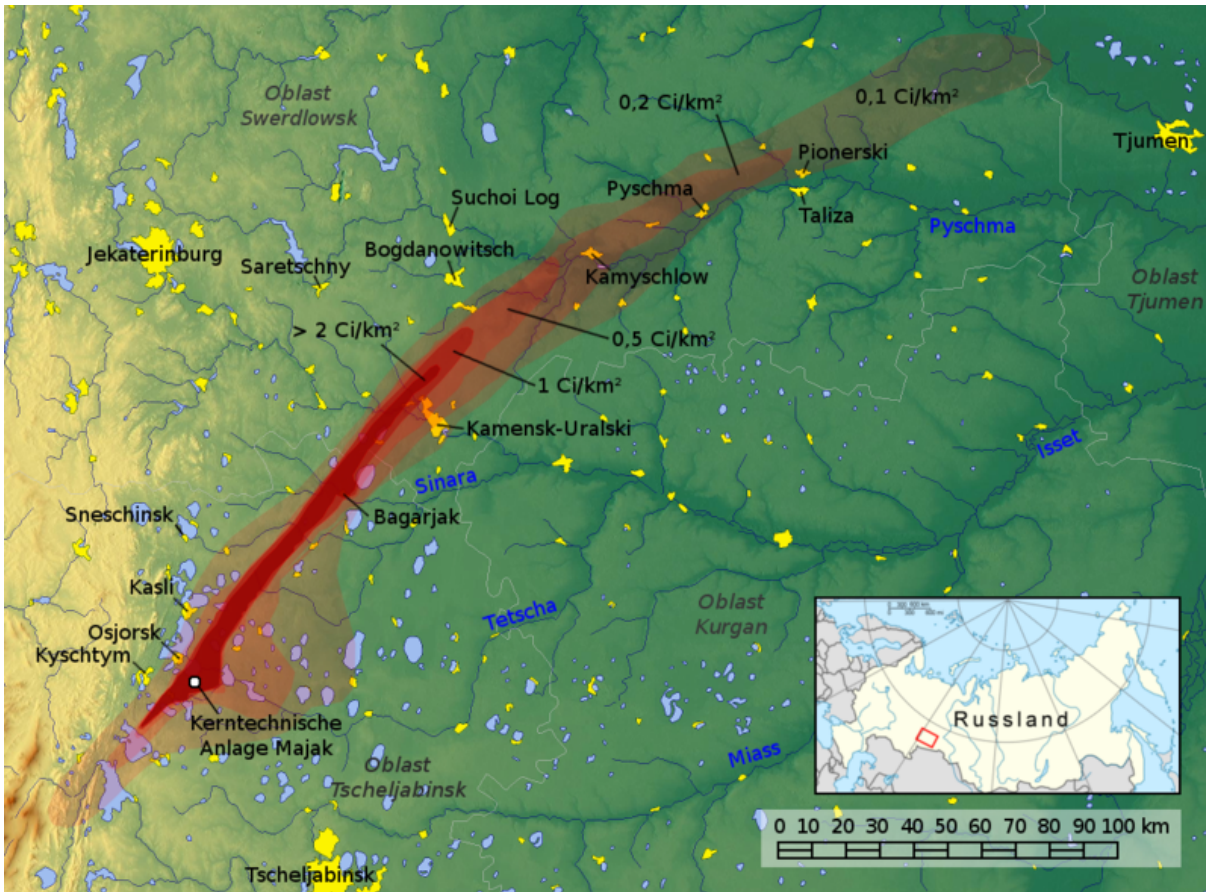 Oblast
Swerdlowsk
0,2 Ci/km²
0,1 Ci/km²
Tjumen
Pionerski
Pyschma
Suchoi Log
Taliza
Pyschma
Jekaterinburg
Bogdanowitsch
Saretschny
Kamyschlow
Oblast
Tjumen
> 2 Ci/km²
0,5 Ci/km²
1 Ci/km²
Kamensk-Uralski
Isset
Sinara
Bagarjak
Sneschinsk
Kasli
Tetscha
Oblast
Kurgan
Osjorsk
Kyschtym
Kerntechnische
Anlage Majak
Russland
Miass
Oblast
Tscheljabinsk
0 10 20 30 40 50 60 70 80 90 100 km
Tscheljabinsk